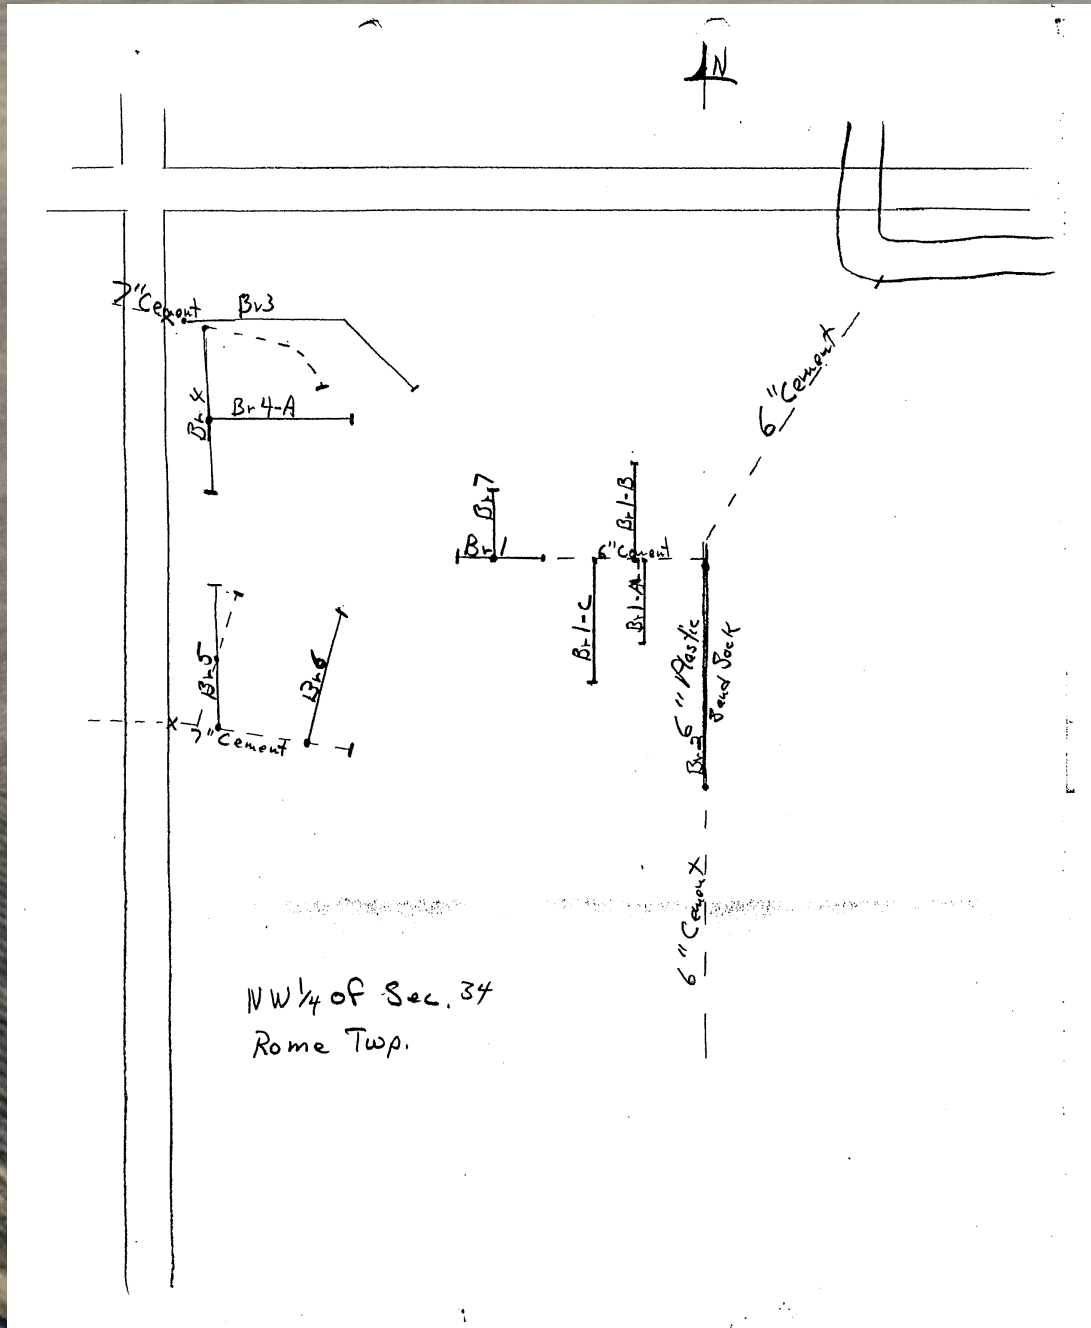 N
7"Cement
Br3
6"Cement
Br 4
Br 4-A
Br 7
Br 1-B
Br 1
6"Cement
Br 1-C
Br 1-A
Br 5
Br 6
7"Cement
Br 2 6" Plastic
Sand Sock
6" Cement
NW 1/4 of Sec. 34
Rome Twp.